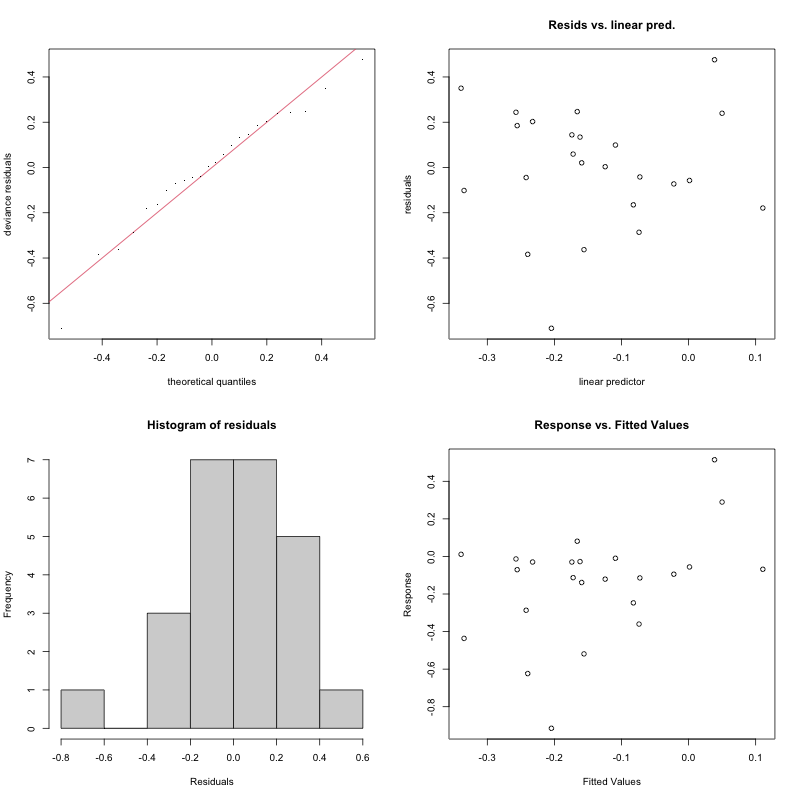 deviance residuals
0.4
0.2
0.0
-0.2
-0.4
-0.6
-0.4 -0.2 0.0 0.2 0.4
theoretical quantiles
Resids vs. linear pred.
residuals
0.4
0.2
0.0
-0.2
-0.4
-0.6
-0.3 -0.2 -0.1 0.0 0.1
linear predictor
Histogram of residuals
Frequency
7
6
5
4
3
2
1
0
-0.8 -0.6 -0.4 -0.2 0.0 0.2 0.4 0.6
Residuals
Response vs. Fitted Values
Response
0.4
0.2
0.0
-0.2
-0.4
-0.6
-0.8
-0.3 -0.2 -0.1 0.0 0.1
Fitted Values